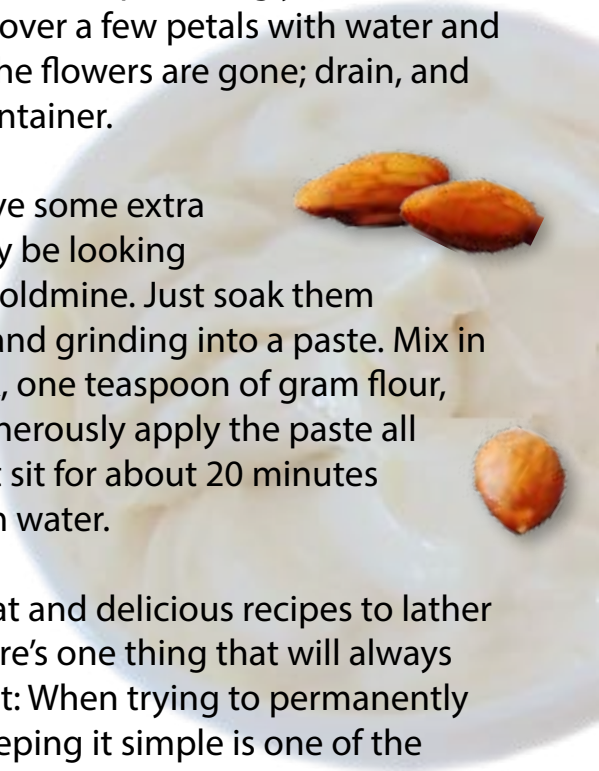 over a few petals with water and
ne flowers are gone; drain, and
ntainer.
ve some extra
y be looking
oldmine. Just soak them
and grinding into a paste. Mix in
, one teaspoon of gram flour,
nerously apply the paste all
t sit for about 20 minutes
n water.
at and delicious recipes to lather
re’s one thing that will always
t: When trying to permanently
eping it simple is one of the